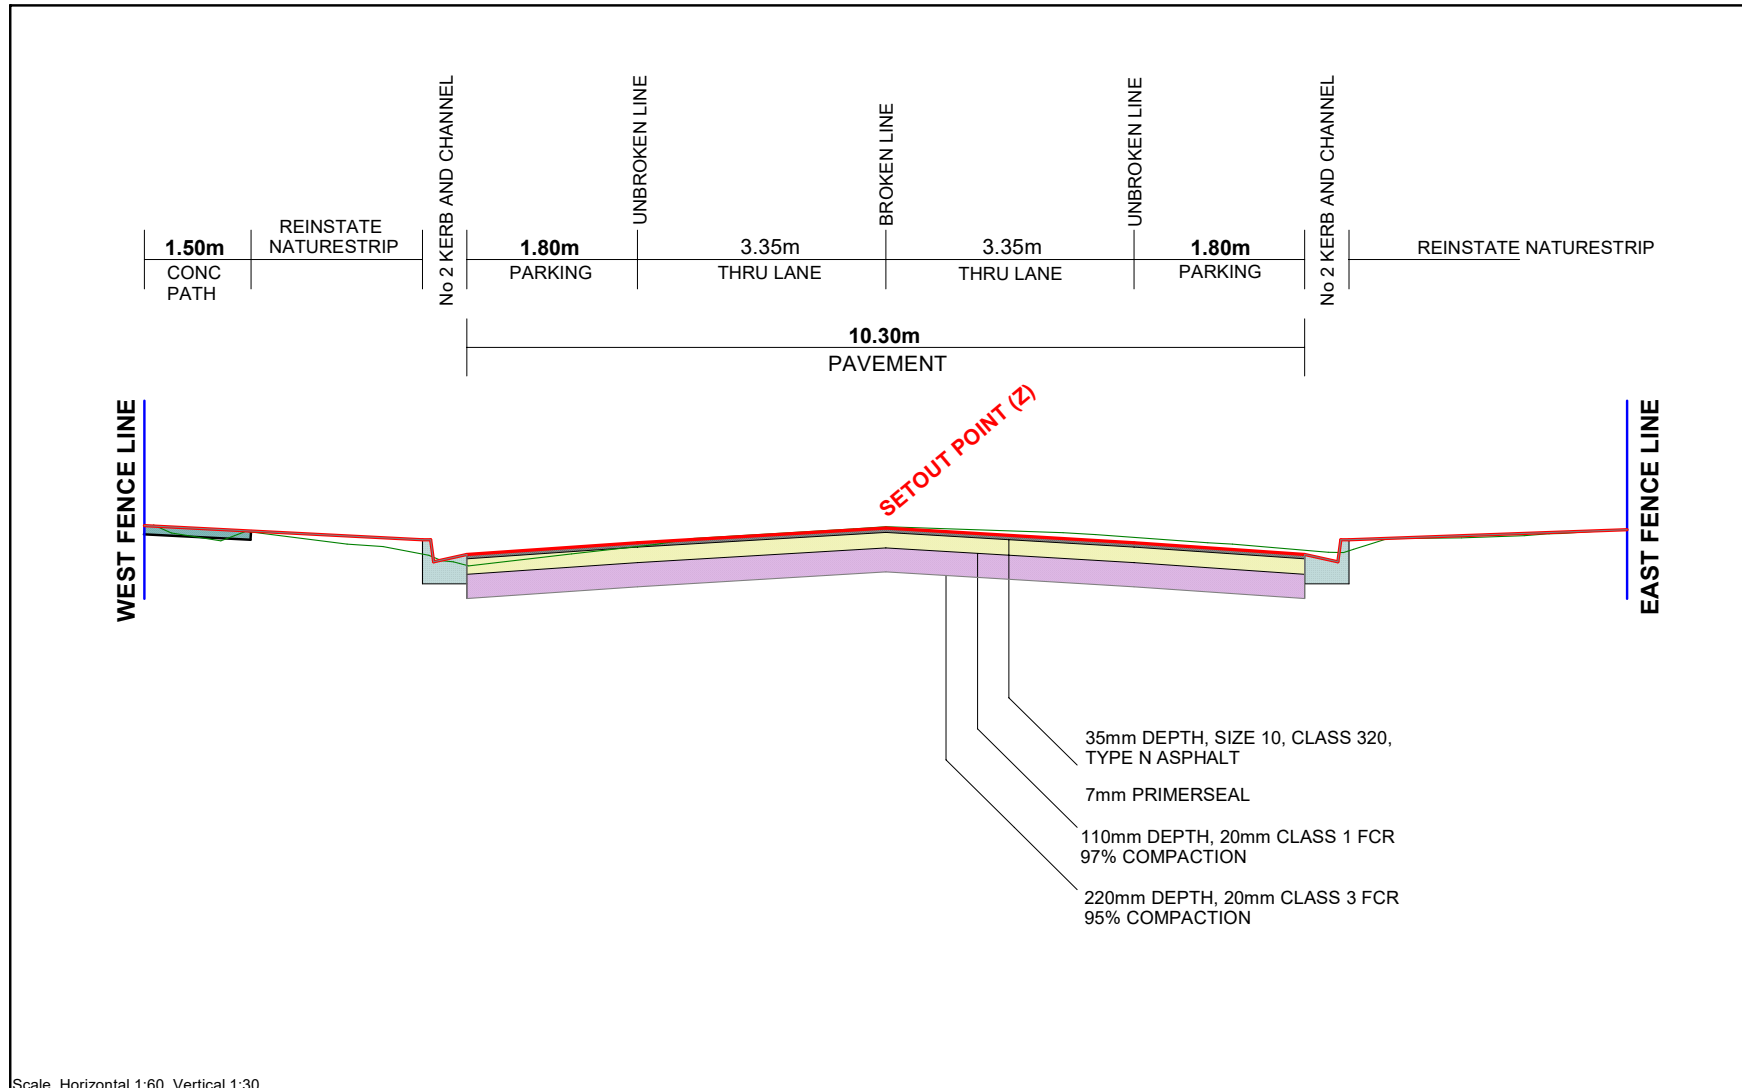 No 2 KERB AND CHANNEL
UNBROKEN LINE
BROKEN LINE
UNBROKEN LINE
No 2 KERB AND CHANNEL
1.50m
CONC
PATH
REINSTATE
NATURESTRIP
1.80m
PARKING
3.35m
THRU LANE
3.35m
THRU LANE
1.80m
PARKING
REINSTATE NATURESTRIP
10.30m
PAVEMENT
SETOUT POINT (Z)
WEST FENCE LINE
EAST FENCE LINE
35mm DEPTH, SIZE 10, CLASS 320,
TYPE N ASPHALT
7mm PRIMERSEAL
110mm DEPTH, 20mm CLASS 1 FCR
97% COMPACTION
220mm DEPTH, 20mm CLASS 3 FCR
95% COMPACTION
Scale Horizontal 1:60 Vertical 1:30